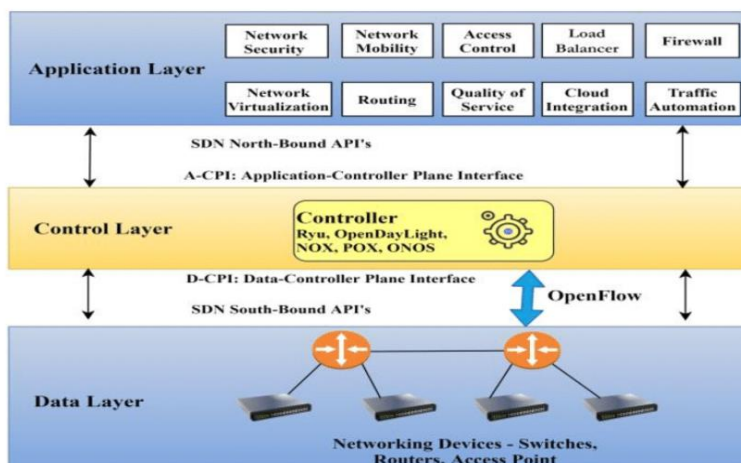 Application Layer
Network
Security
Network
Mobility
Access
Control
Load
Balancer
Firewall
Network
Virtualization
Routing
Quality of
Service
Cloud
Integration
Traffic
Automation
SDN North-Bound API's
A-CPI: Application-Controller Plane Interface
Control Layer
Controller
Ryu, OpenDayLight,
NOX, POX, ONOS
D-CPI: Data-Controller Plane Interface
OpenFlow
SDN South-Bound API's
Data Layer
Networking Devices - Switches,
Routers, Access Point